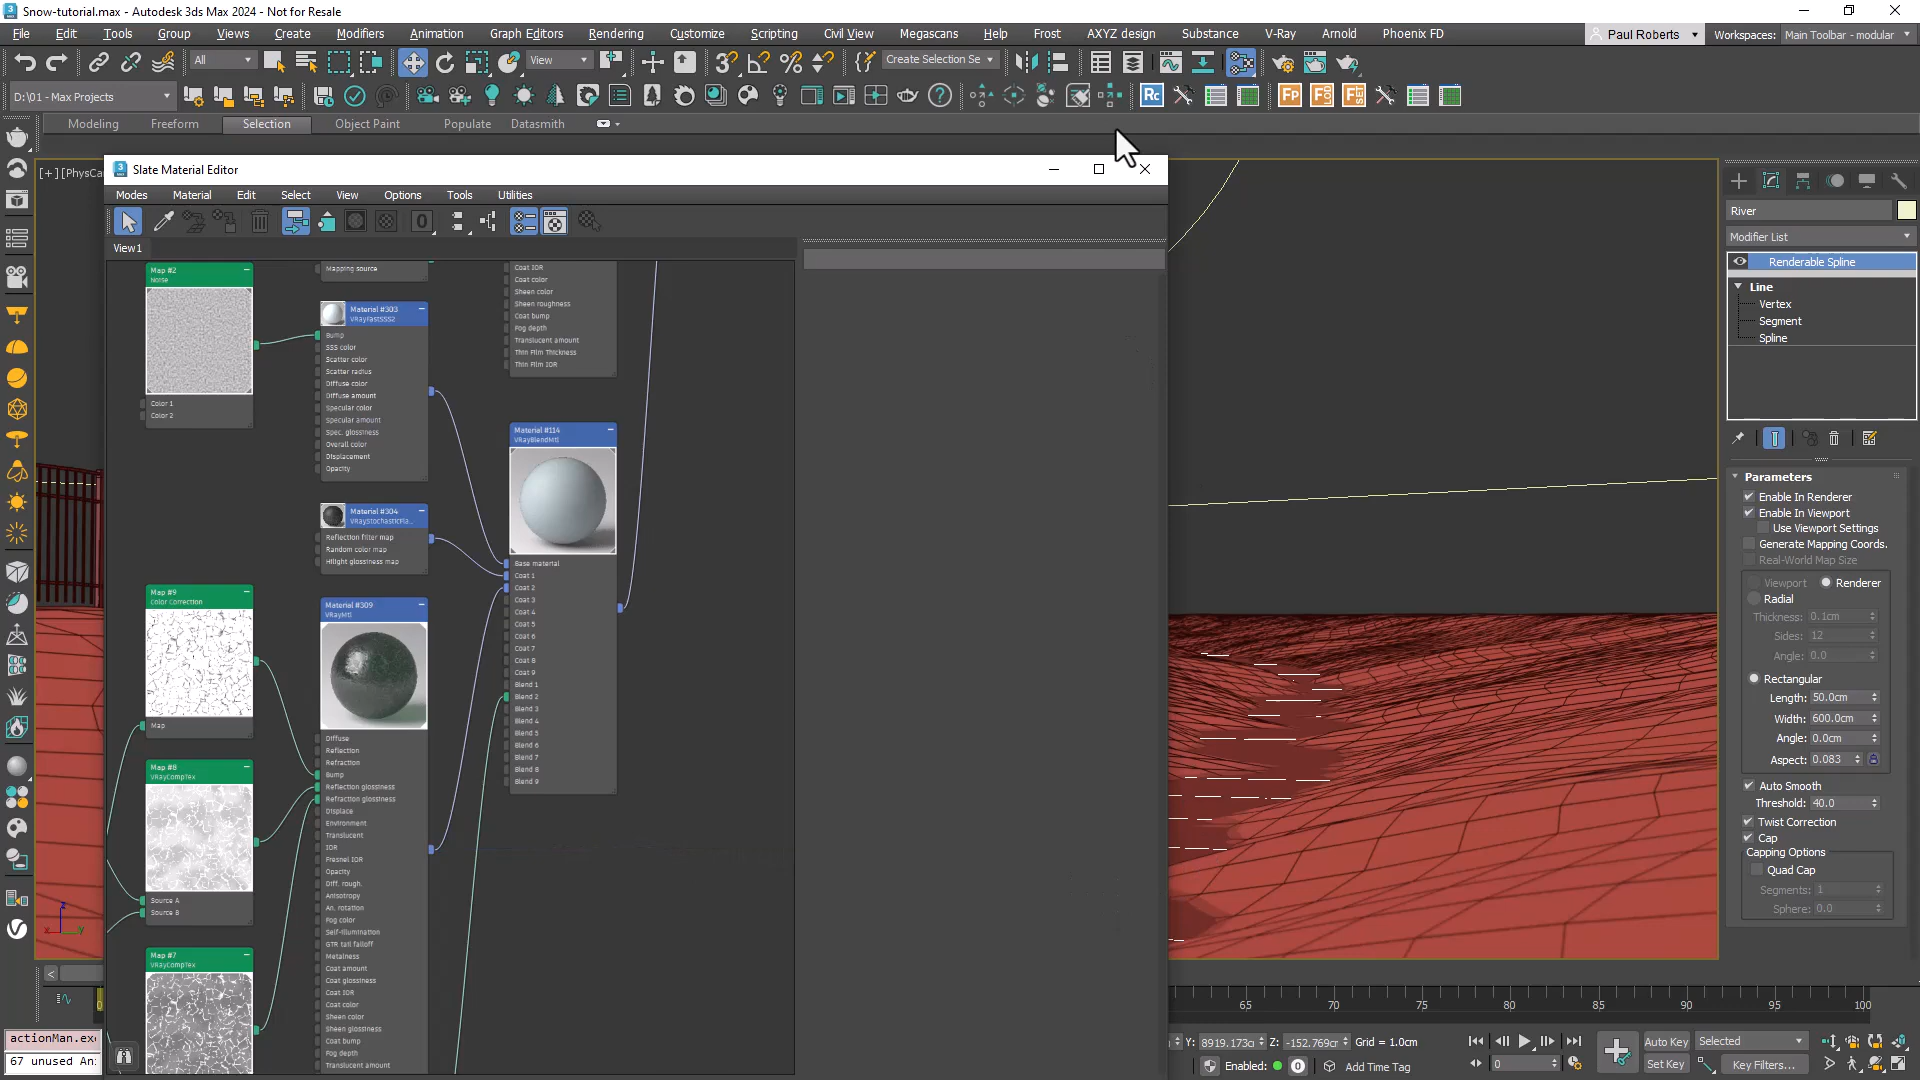 Snow-tutorial.max - Autodesk 3ds Max 2024 - Not for Resale
File Edit Tools Group Views Create Modifiers Animation Graph Editors Rendering Customize Scripting Civil View Megascans Help Frost AXYZ design Substance V-Ray Arnold Phoenix FD
Paul Roberts
Workspaces: Main Toolbar - modular
All
View
Create Selection Se
D:\01 - Max Projects
Rc
FP
Modeling Freeform Selection Object Paint Populate Datasmith
[+] [PhysCa
Slate Material Editor
Modes Material Edit Select View Options Tools Utilities
0
View1
Map #2
Noise
Color 1
Color 2
Mapping source
Material #303
VRayFastSSS2
Bump
SSS color
Scatter color
Scatter radius
Diffuse color
Diffuse amount
Specular color
Specular amount
Spec. glossiness
Overall color
Displacement
Opacity
Coat IOR
Coat color
Sheen color
Sheen roughness
Coat bump
Fog depth
Translucent amount
Thin Film Thickness
Thin Film IOR
Material #304
VRayStochasticFla...
Reflection filter map
Random color map
Hilight glossiness map
Material #114
VRayBlendMtl
Base material
Coat 1
Coat 2
Coat 3
Coat 4
Coat 5
Coat 6
Coat 7
Coat 8
Coat 9
Blend 1
Blend 2
Blend 3
Blend 4
Blend 5
Blend 6
Blend 7
Blend 8
Blend 9
Map #9
Color Correction
Map
Map #8
VRayCompTex
Source A
Source B
Map #7
VRayCompTex
Material #309
VRayMtl
Diffuse
Reflection
Refraction
Bump
Reflection glossiness
Refraction glossiness
Displace
Environment
Translucent
IOR
Fresnel IOR
Opacity
Diff. rough.
Anisotropy
An. rotation
Fog color
Self-illumination
GTR tail falloff
Metalness
Coat amount
Coat glossiness
Coat IOR
Coat color
Sheen color
Sheen glossiness
Coat bump
Fog depth
Translucent amount
River
Modifier List
Renderable Spline
Line
Vertex
Segment
Spline
Parameters
Enable In Renderer
Enable In Viewport
Use Viewport Settings
Generate Mapping Coords.
Real-World Map Size
Viewport Renderer
Radial
Thickness: 0.1cm
Sides: 12
Angle: 0.0
Rectangular
Length: 50.0cm
Width: 600.0cm
Angle: 0.0cm
Aspect: 0.083
Auto Smooth
Threshold: 40.0
Twist Correction
Cap
Capping Options
Quad Cap
Segments: 1
Sphere: 0.0
65 70 75 80 85 90 95 100
actionMan.exe
67 unused Ani
Y: 8919.173c Z: -152.769cm Grid = 1.0cm
Enabled: 0 Add Time Tag
0
Auto Key Selected
Set Key Key Filters...